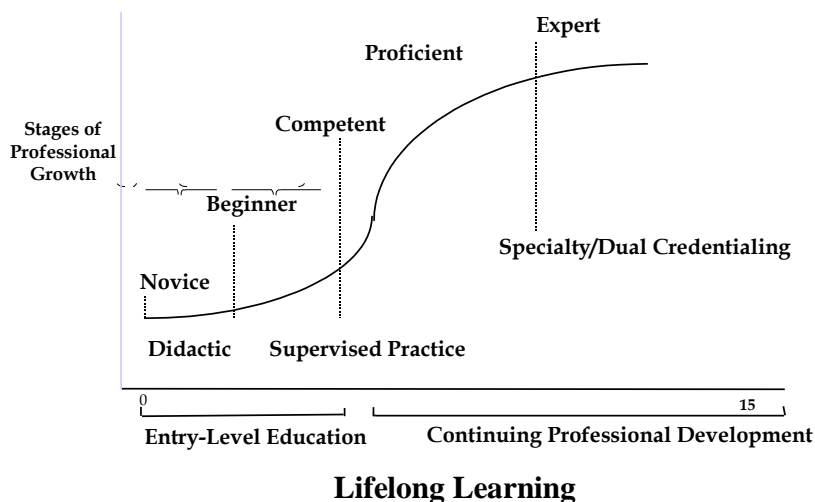 Expert
Proficient
Competent
Stages of
Professional
Growth
Beginner
Specialty/Dual Credentialing
Novice
Didactic
Supervised Practice
0
15
Entry-Level Education
Continuing Professional Development
Lifelong Learning